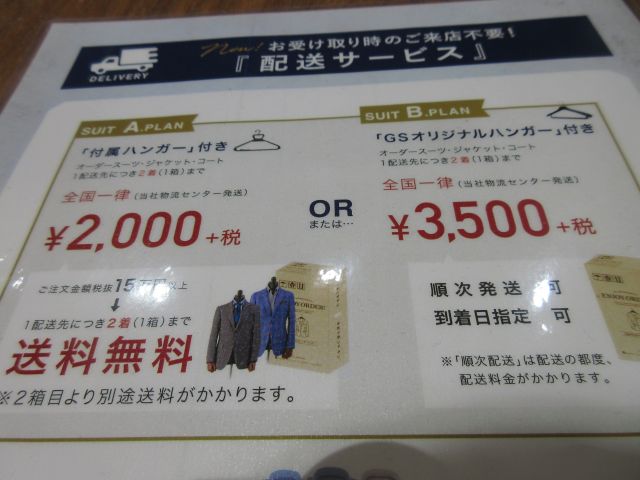 New! お受け取り時のご来店不要!
DELIVERY
『配送サービス』
SUIT A.PLAN
「付属ハンガー」付き
オーダースーツ・ジャケット・コート
1配送先につき2着(1箱)まで
全国一律(当社物流センター発送)
¥2,000+税
ご注文金額税抜15万円以上
1配送先につき2着(1箱)まで
送料無料
※2箱目より別途送料がかかります。
OR
または…
SUIT B.PLAN
「GSオリジナルハンガー」付き
オーダースーツ・ジャケット・コート
1配送先につき2着(1箱)まで
全国一律(当社物流センター発送)
¥3,500+税
順次発送 可
到着日指定 可
※「順次配送」は配送の都度、
配送料金がかかります。